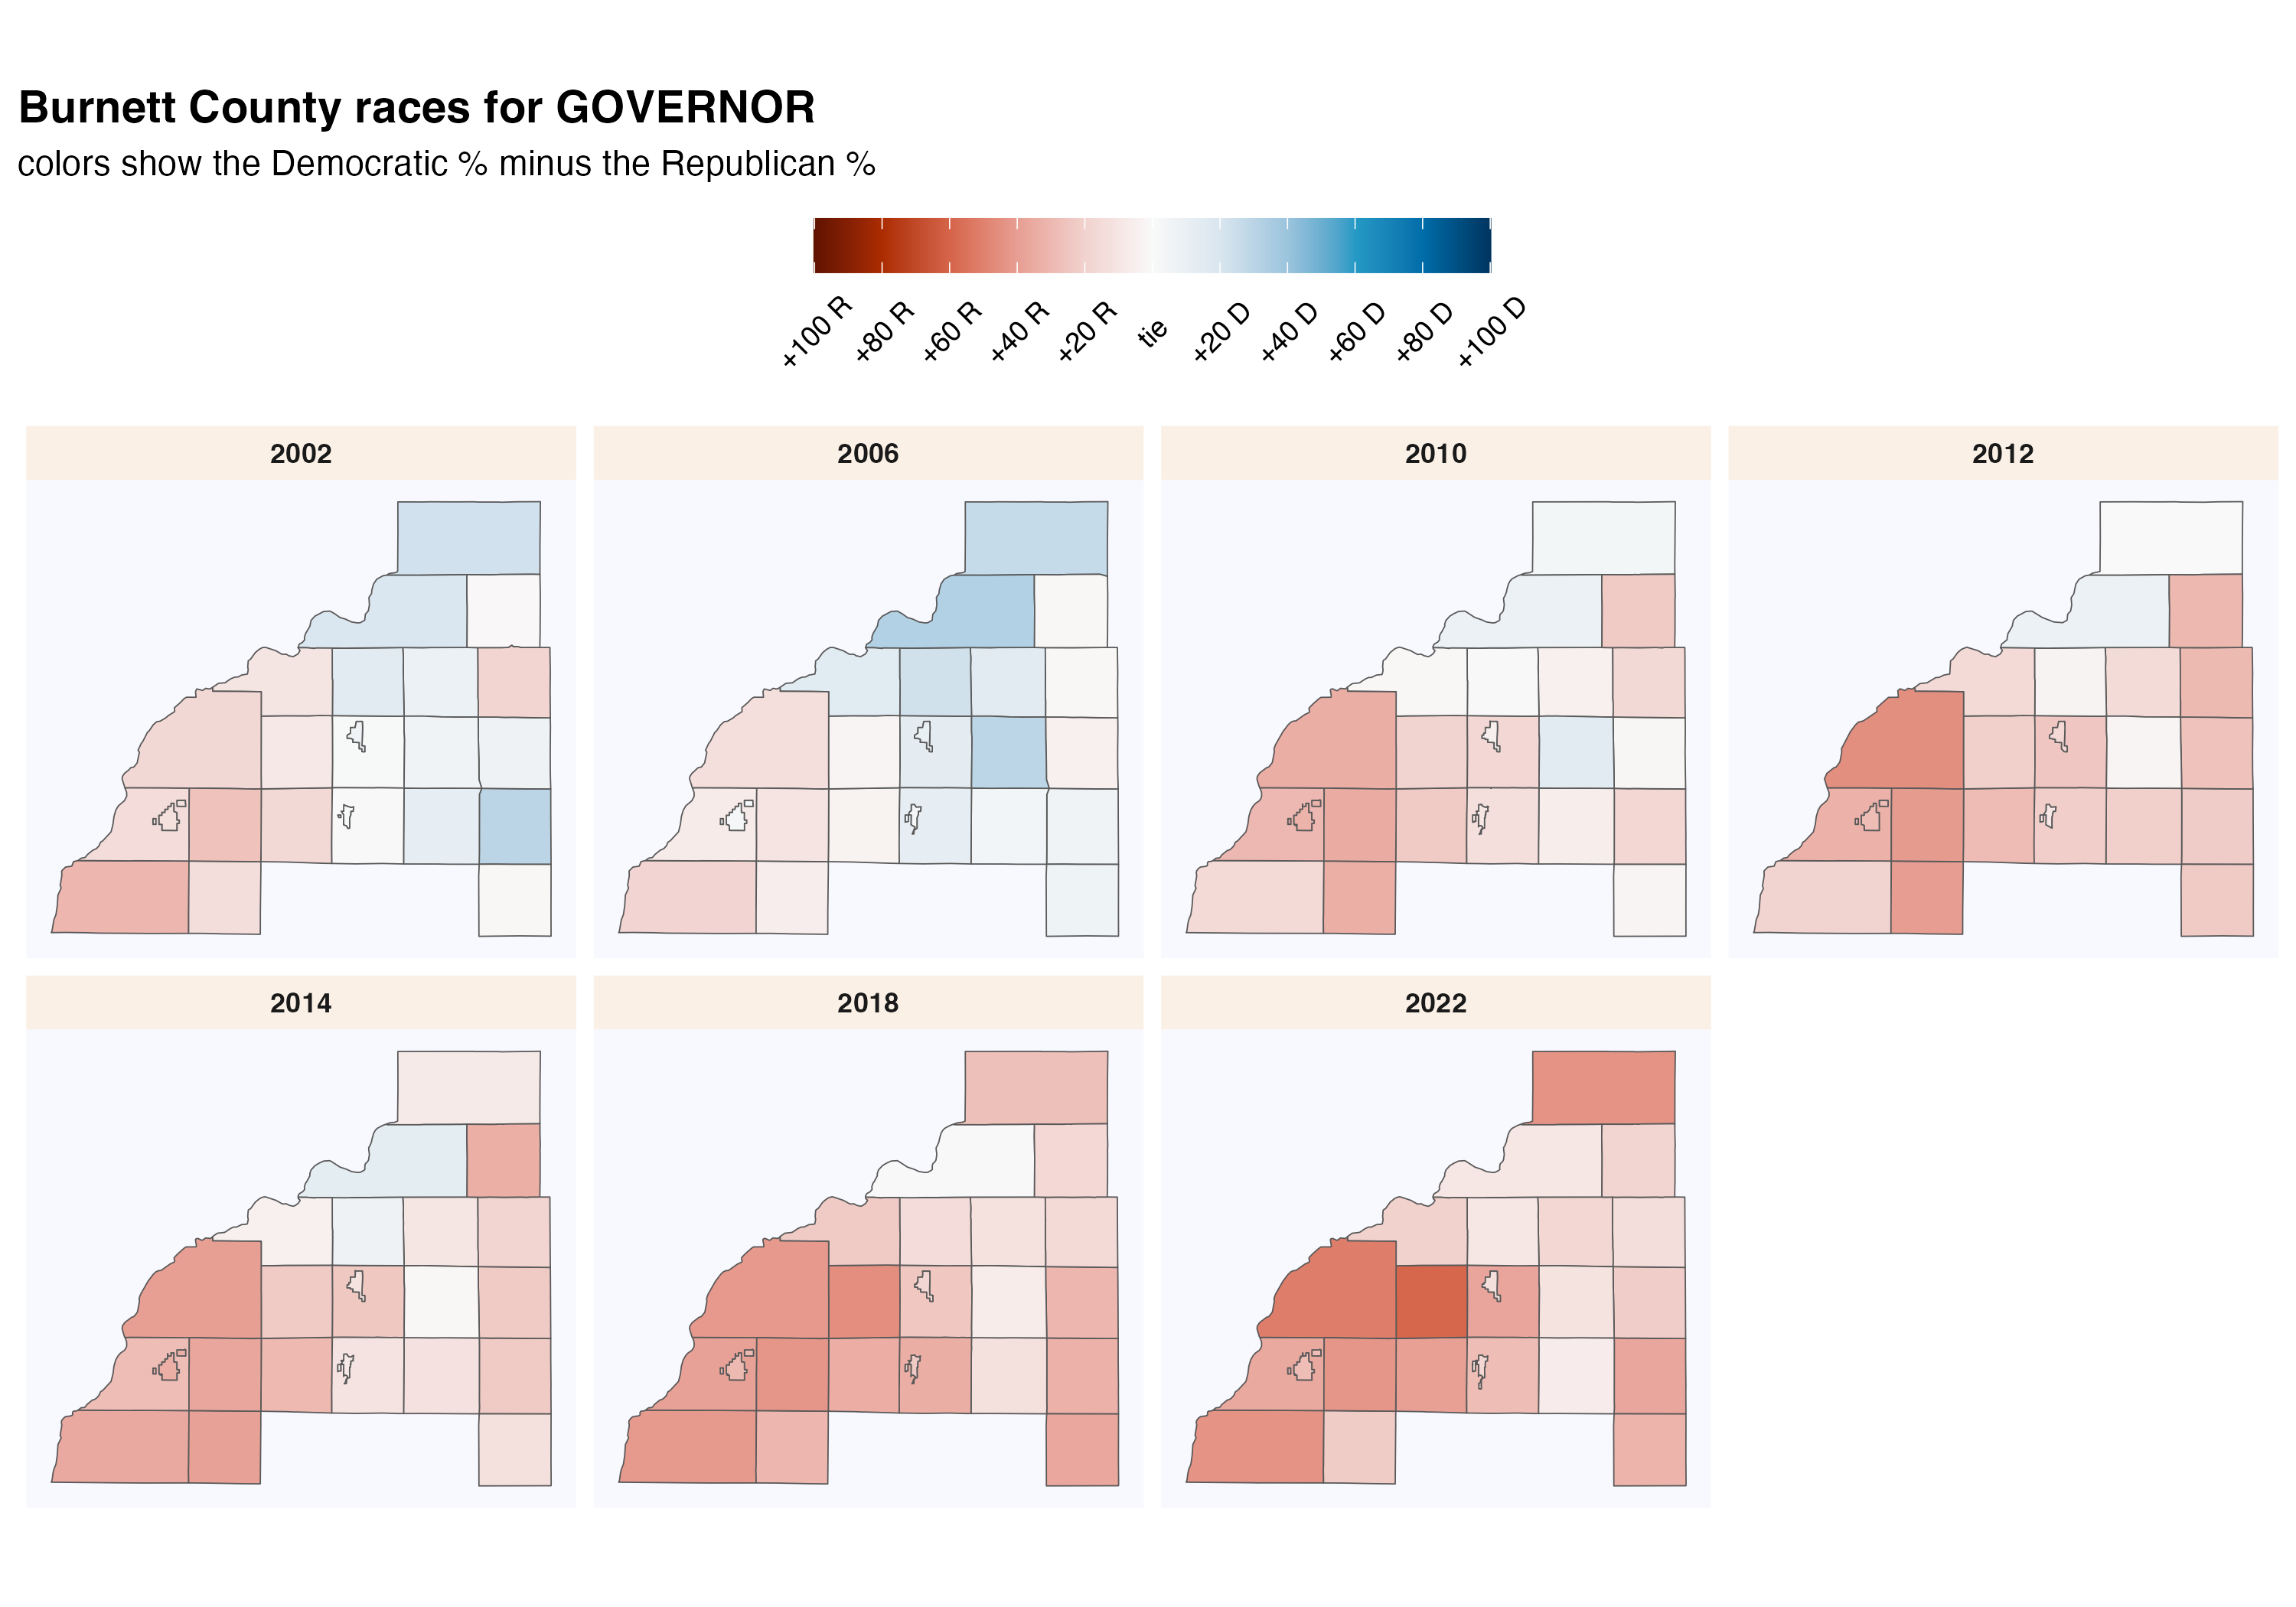 Burnett County races for GOVERNOR
colors show the Democratic % minus the Republican %
+100 R +80 R +60 R +40 R +20 R tie +20 D +40 D +60 D +80 D +100 D
2002 2006 2010 2012
2014 2018 2022